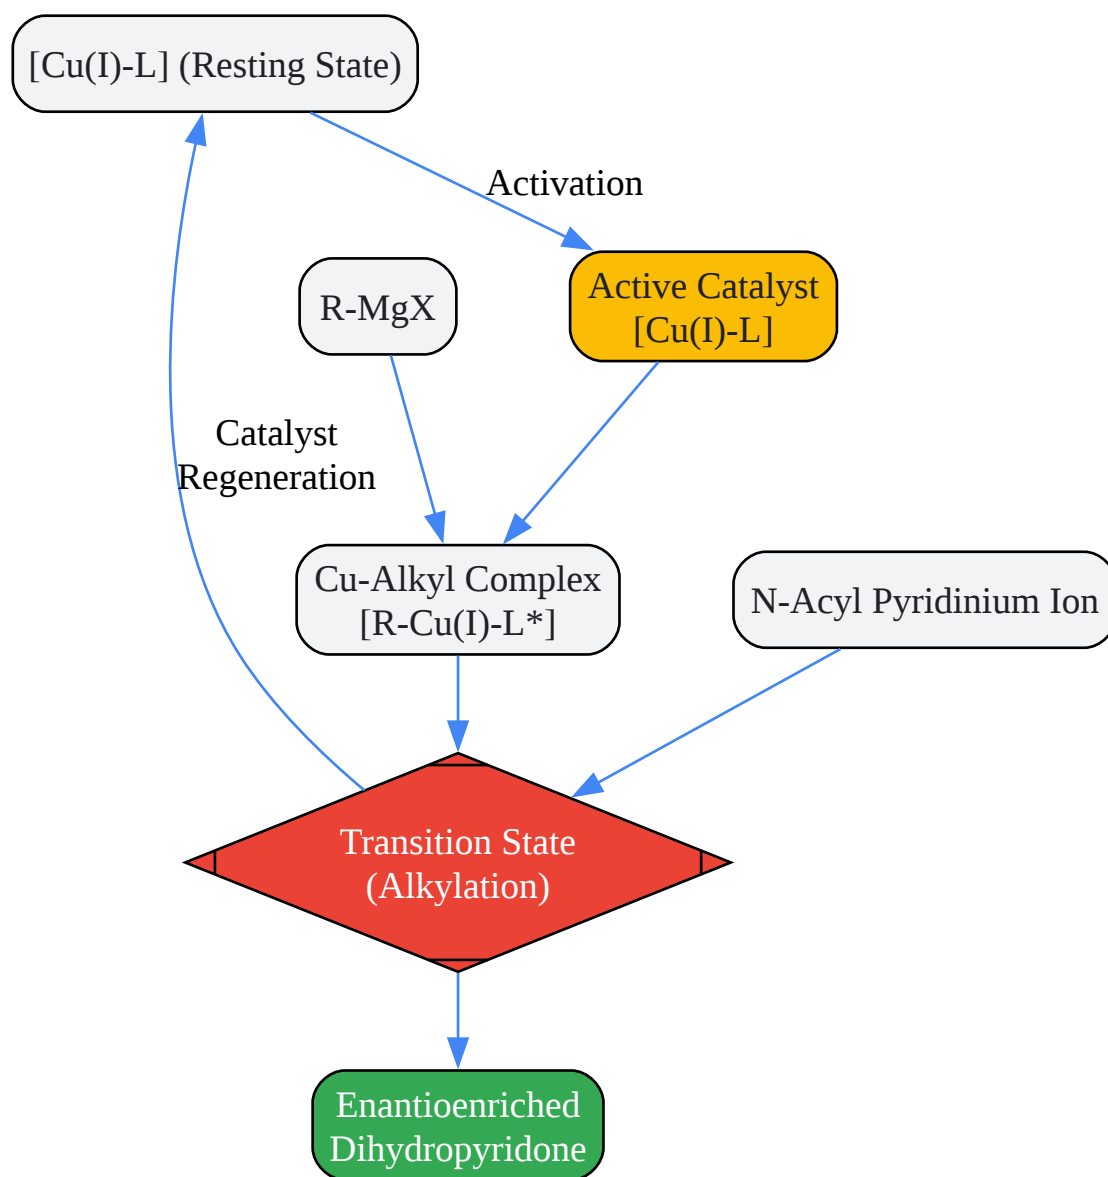 [Cu(I)-L] (Resting State)
Activation
Active Catalyst
[Cu(I)-L]
R-MgX
Catalyst
Regeneration
Cu-Alkyl Complex
[R-Cu(I)-L*]
N-Acyl Pyridinium Ion
Transition State
(Alkylation)
Enantioenriched
Dihydropyridone